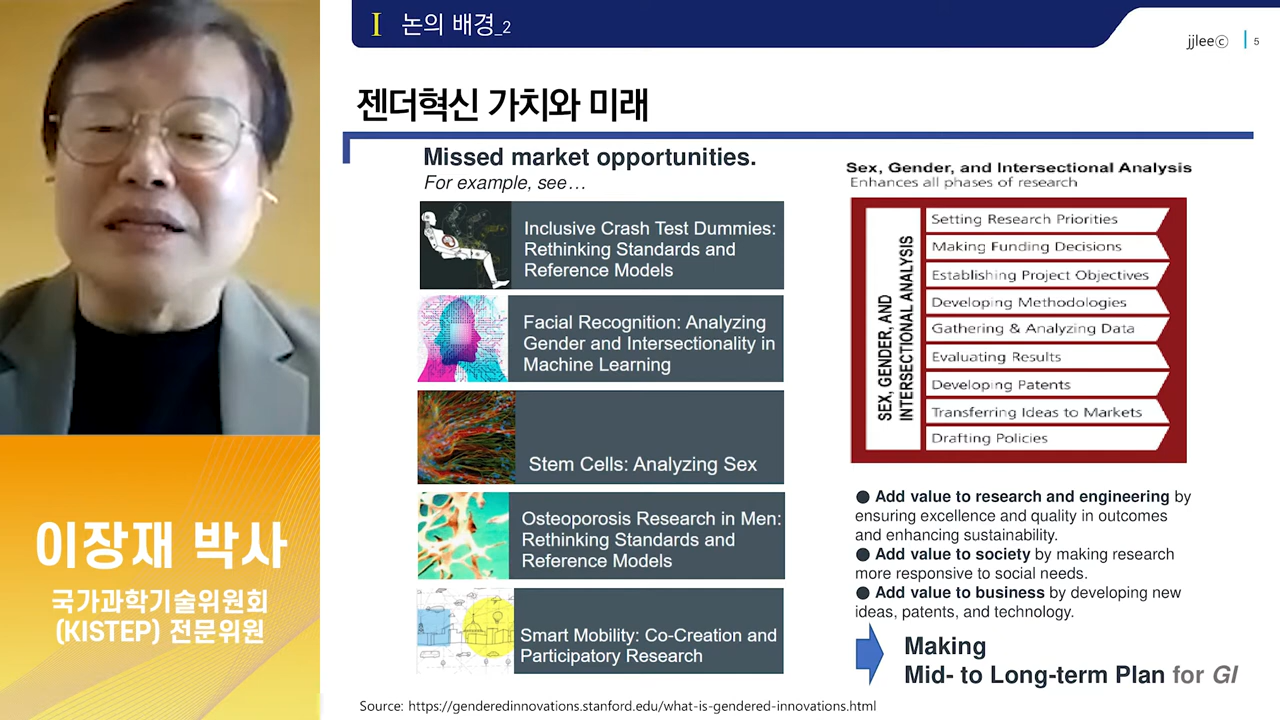 I 논의 배경_2
jjleeⓒ
5
젠더혁신 가치와 미래
Missed market opportunities.
For example, see…
Inclusive Crash Test Dummies:
Rethinking Standards and
Reference Models
Facial Recognition: Analyzing
Gender and Intersectionality in
Machine Learning
Stem Cells: Analyzing Sex
Osteoporosis Research in Men:
Rethinking Standards and
Reference Models
Smart Mobility: Co-Creation and
Participatory Research
Sex, Gender, and Intersectional Analysis
Enhances all phases of research
SEX, GENDER, AND
INTERSECTIONAL ANALYSIS
Setting Research Priorities
Making Funding Decisions
Establishing Project Objectives
Developing Methodologies
Gathering & Analyzing Data
Evaluating Results
Developing Patents
Transferring Ideas to Markets
Drafting Policies
● Add value to research and engineering by
ensuring excellence and quality in outcomes
and enhancing sustainability.
● Add value to society by making research
more responsive to social needs.
● Add value to business by developing new
ideas, patents, and technology.
Making
Mid- to Long-term Plan for GI
Source: https://genderedinnovations.stanford.edu/what-is-gendered-innovations.html
이장재 박사
국가과학기술위원회
(KISTEP) 전문위원